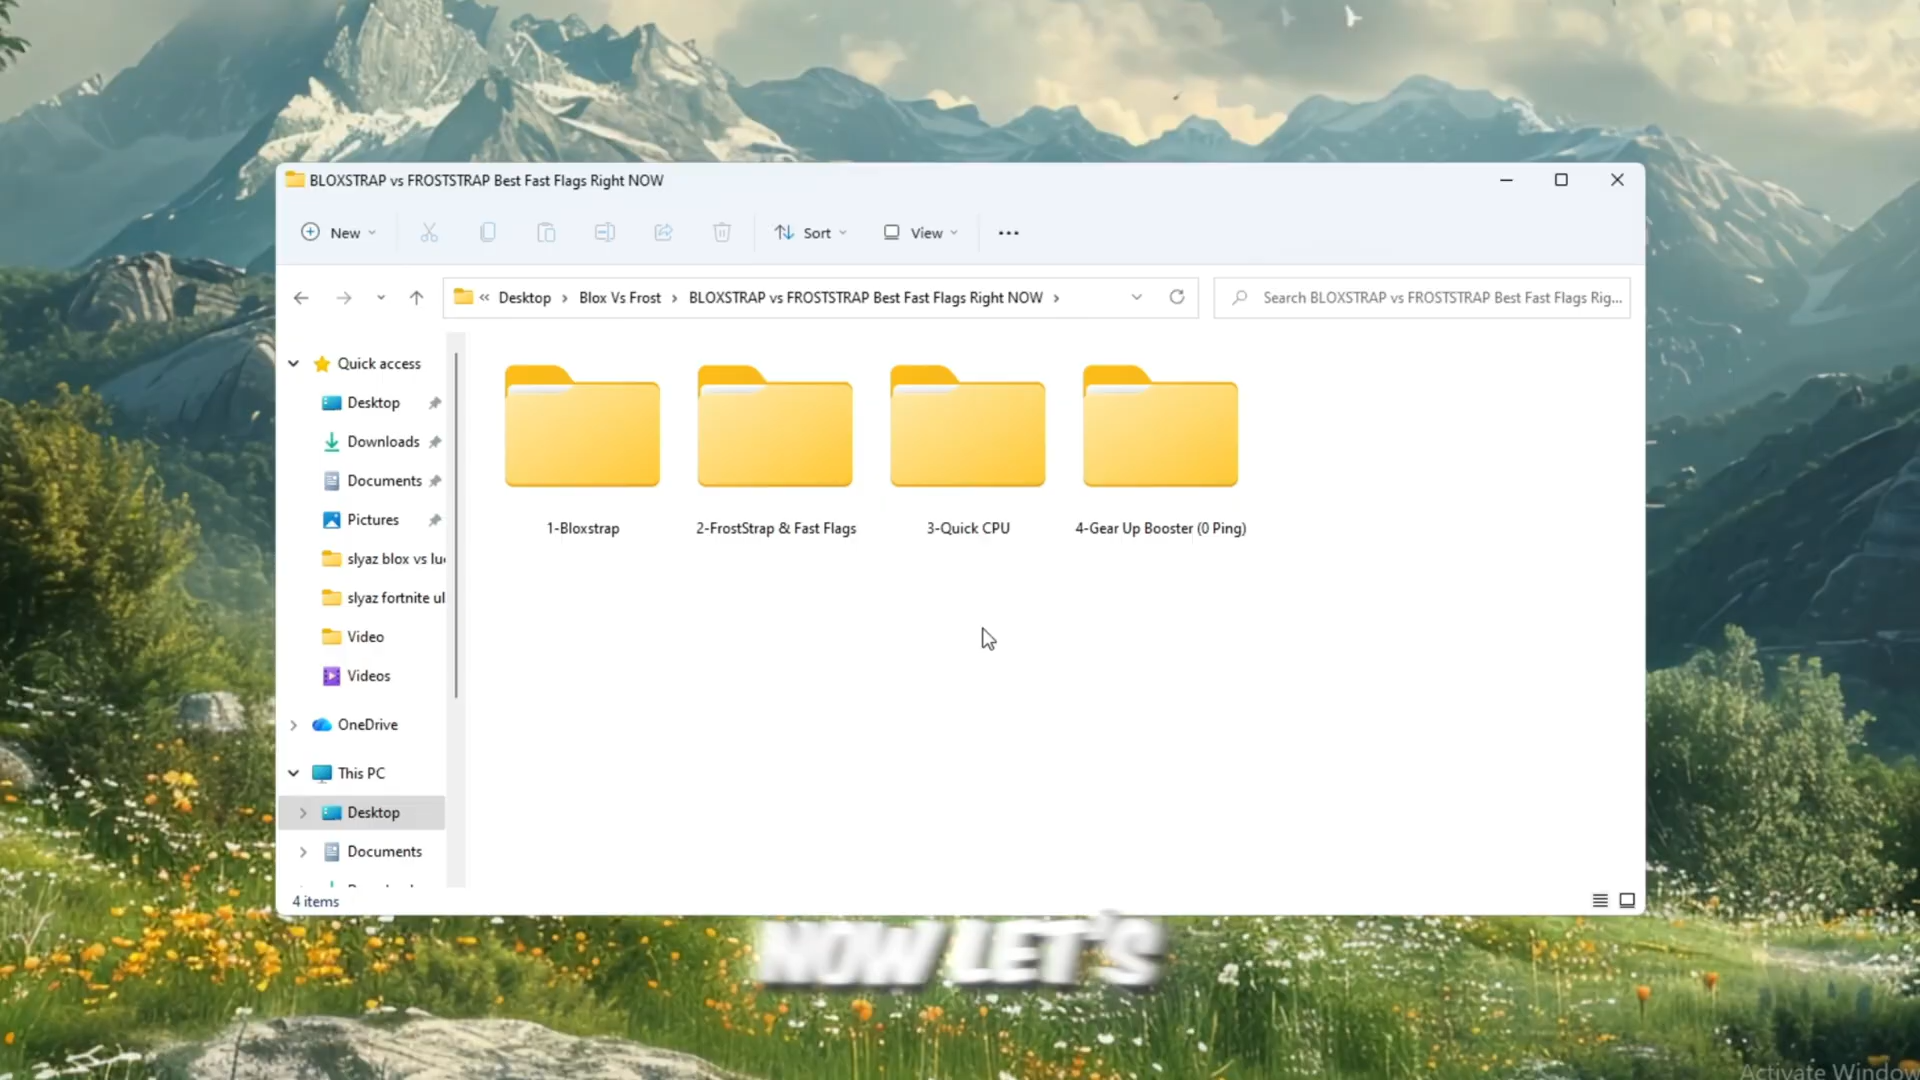 BLOXSTRAP vs FROSTSTRAP Best Fast Flags Right NOW
New
Sort
View
« Desktop > Blox Vs Frost > BLOXSTRAP vs FROSTSTRAP Best Fast Flags Right NOW >
Search BLOXSTRAP vs FROSTSTRAP Best Fast Flags Rig...
Quick access
Desktop
Downloads
Documents
Pictures
slyaz blox vs lu
slyaz fortnite ul
Video
Videos
OneDrive
This PC
Desktop
Documents
1-Bloxstrap
2-FrostStrap & Fast Flags
3-Quick CPU
4-Gear Up Booster (0 Ping)
4 items
NOW LET'S
Activate Window